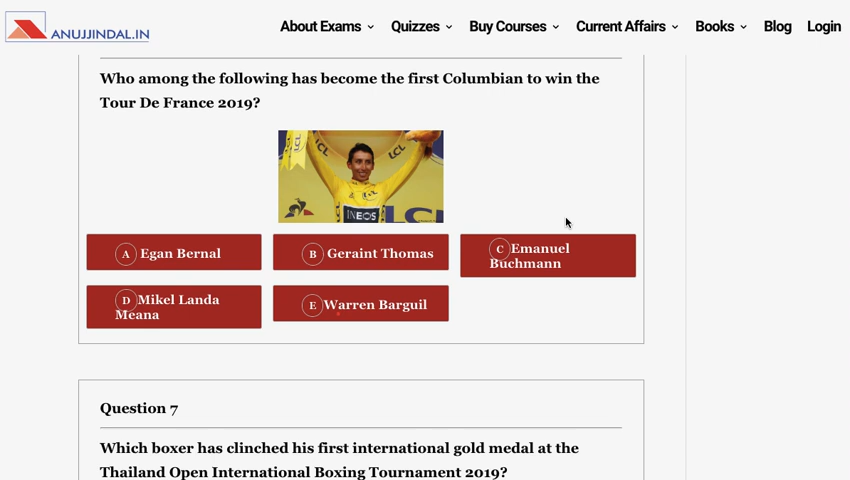 ANUJJINDAL.IN
About Exams Quizzes Buy Courses Current Affairs Books Blog Login
Who among the following has become the first Columbian to win the
Tour De France 2019?
LCL
LCL
LCL
INEOS
LCL
A Egan Bernal
B Geraint Thomas
C Emanuel
Buchmann
D Mikel Landa
Meana
E Warren Barguil
Question 7
Which boxer has clinched his first international gold medal at the
Thailand Open International Boxing Tournament 2019?